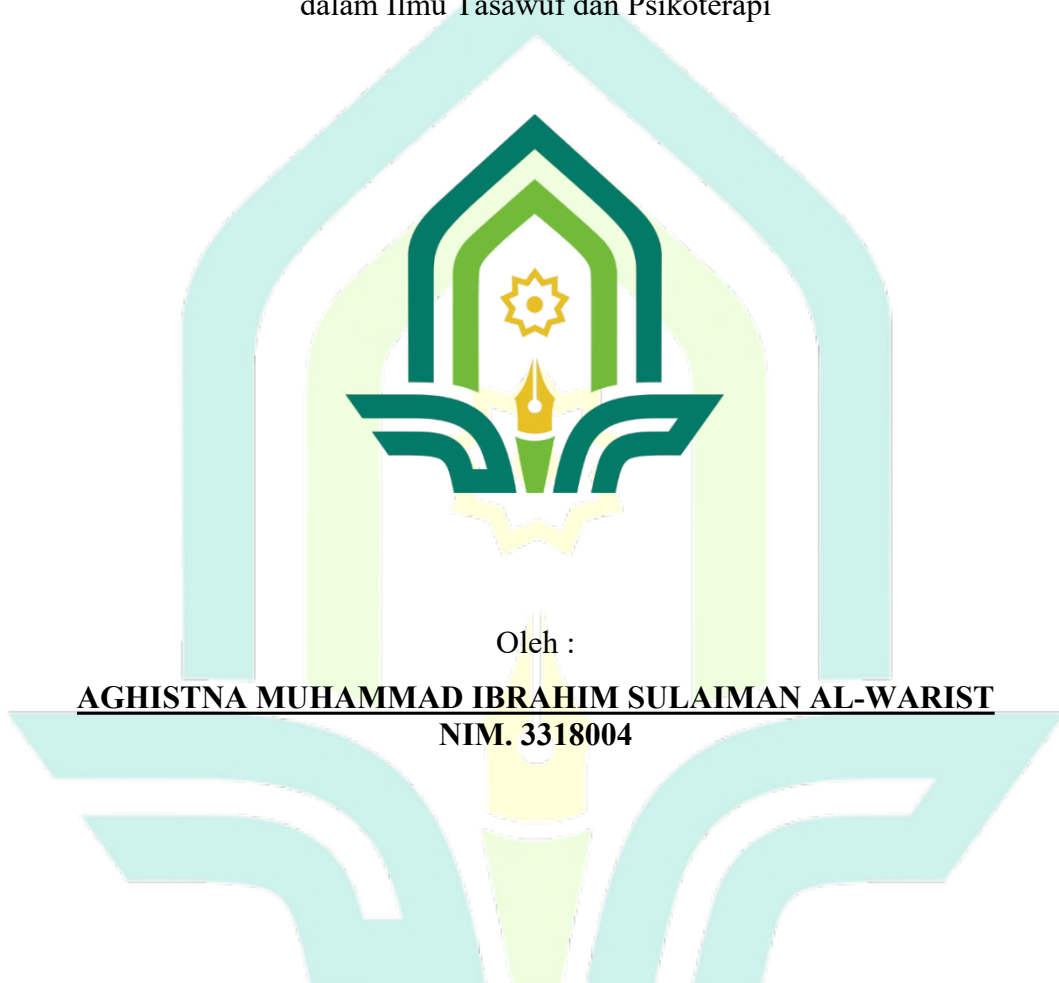 dalam Ilmu Tasawuf dan Psikoterapi
Oleh :
AGHISTNA MUHAMMAD IBRAHIM SULAIMAN AL-WARIST
NIM. 3318004